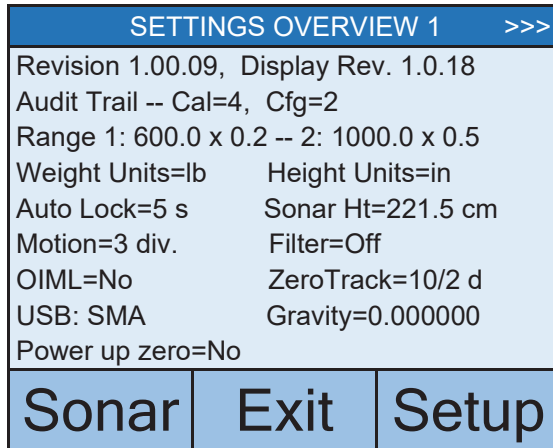 SETTINGS OVERVIEW 1 >>>
Revision 1.00.09, Display Rev. 1.0.18
Audit Trail -- Cal=4, Cfg=2
Range 1: 600.0 x 0.2 -- 2: 1000.0 x 0.5
Weight Units=lb Height Units=in
Auto Lock=5 s Sonar Ht=221.5 cm
Motion=3 div. Filter=Off
OIML=No ZeroTrack=10/2 d
USB: SMA Gravity=0.000000
Power up zero=No
Sonar Exit Setup